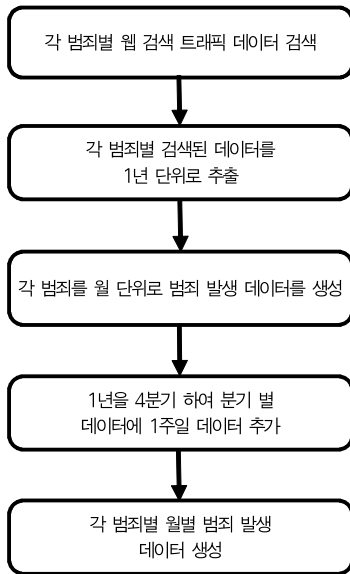 각 범죄별 웹 검색 트래픽 데이터 검색
각 범죄별 검색된 데이터를
1년 단위로 추출
각 범죄를 월 단위로 범죄 발생 데이터를 생성
1년을 4분기 하여 분기 별
데이터에 1주일 데이터 추가
각 범죄별 월별 범죄 발생
데이터 생성